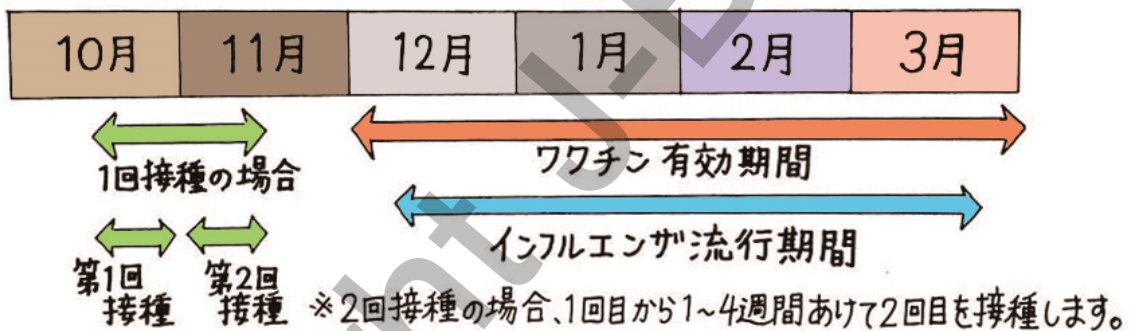 10月 11月 12月 1月 2月 3月
1回接種の場合
ワクチン有効期間
インフルエンザ流行期間
第1回
接種
第2回
接種
※2回接種の場合、1回目から1~4週間あけて2回目を接種します。